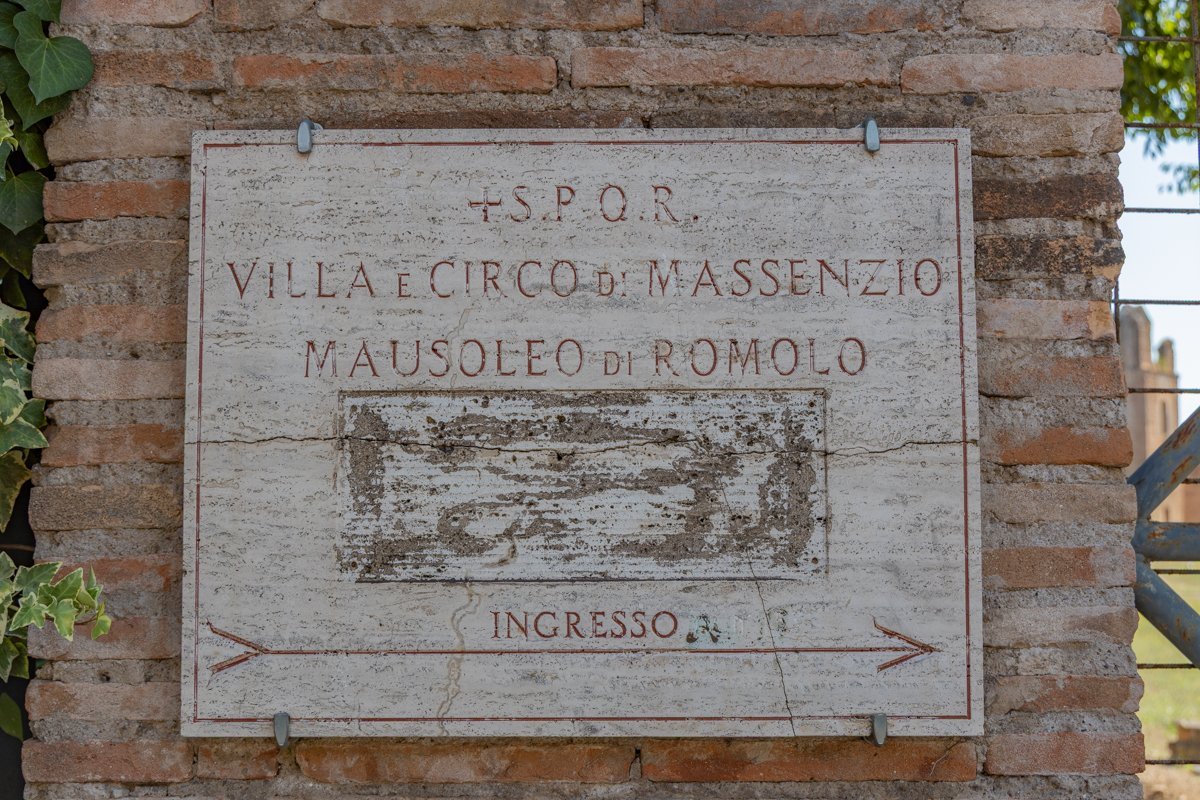 +S.P.Q.R.
VILLA E CIRCO DI MASSENZIO
MAUSOLEO DI ROMOLO
INGRESSO